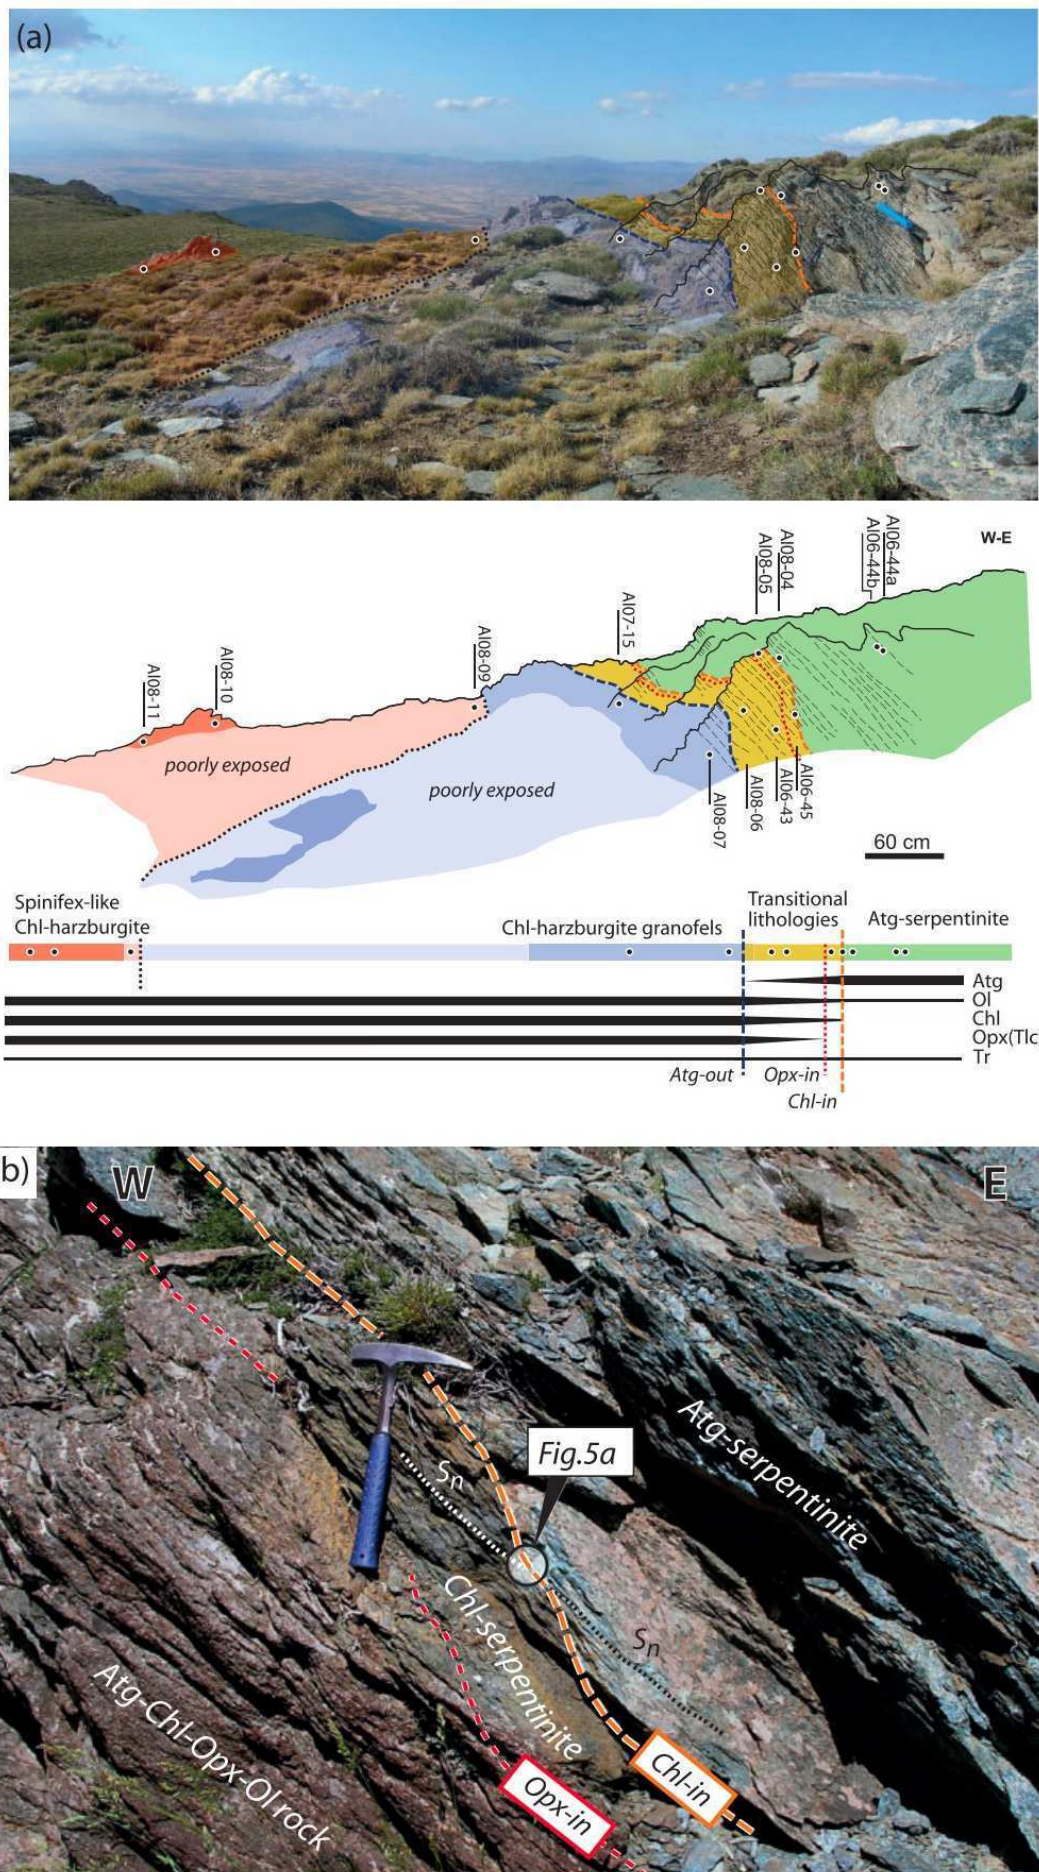 (a)
W-E
Al06-44a
Al06-44b
Al08-04
Al08-05
Al07-15
Al08-09
Al08-10
Al08-11
poorly exposed
poorly exposed
Al06-45
Al06-43
Al08-06
Al08-07
60 cm
Spinifex-like
Chl-harzburgite
Chl-harzburgite granofels
Transitional
lithologies
Atg-serpentinite
Atg
Ol
Chl
Opx(Tlc
Tr
Atg-out
Opx-in
Chl-in
b)
W
E
Sn
Fig.5a
Atg-serpentinite
Chl-serpentinite
Sn
Atg-Chl-Opx-Ol rock
Opx-in
Chl-in